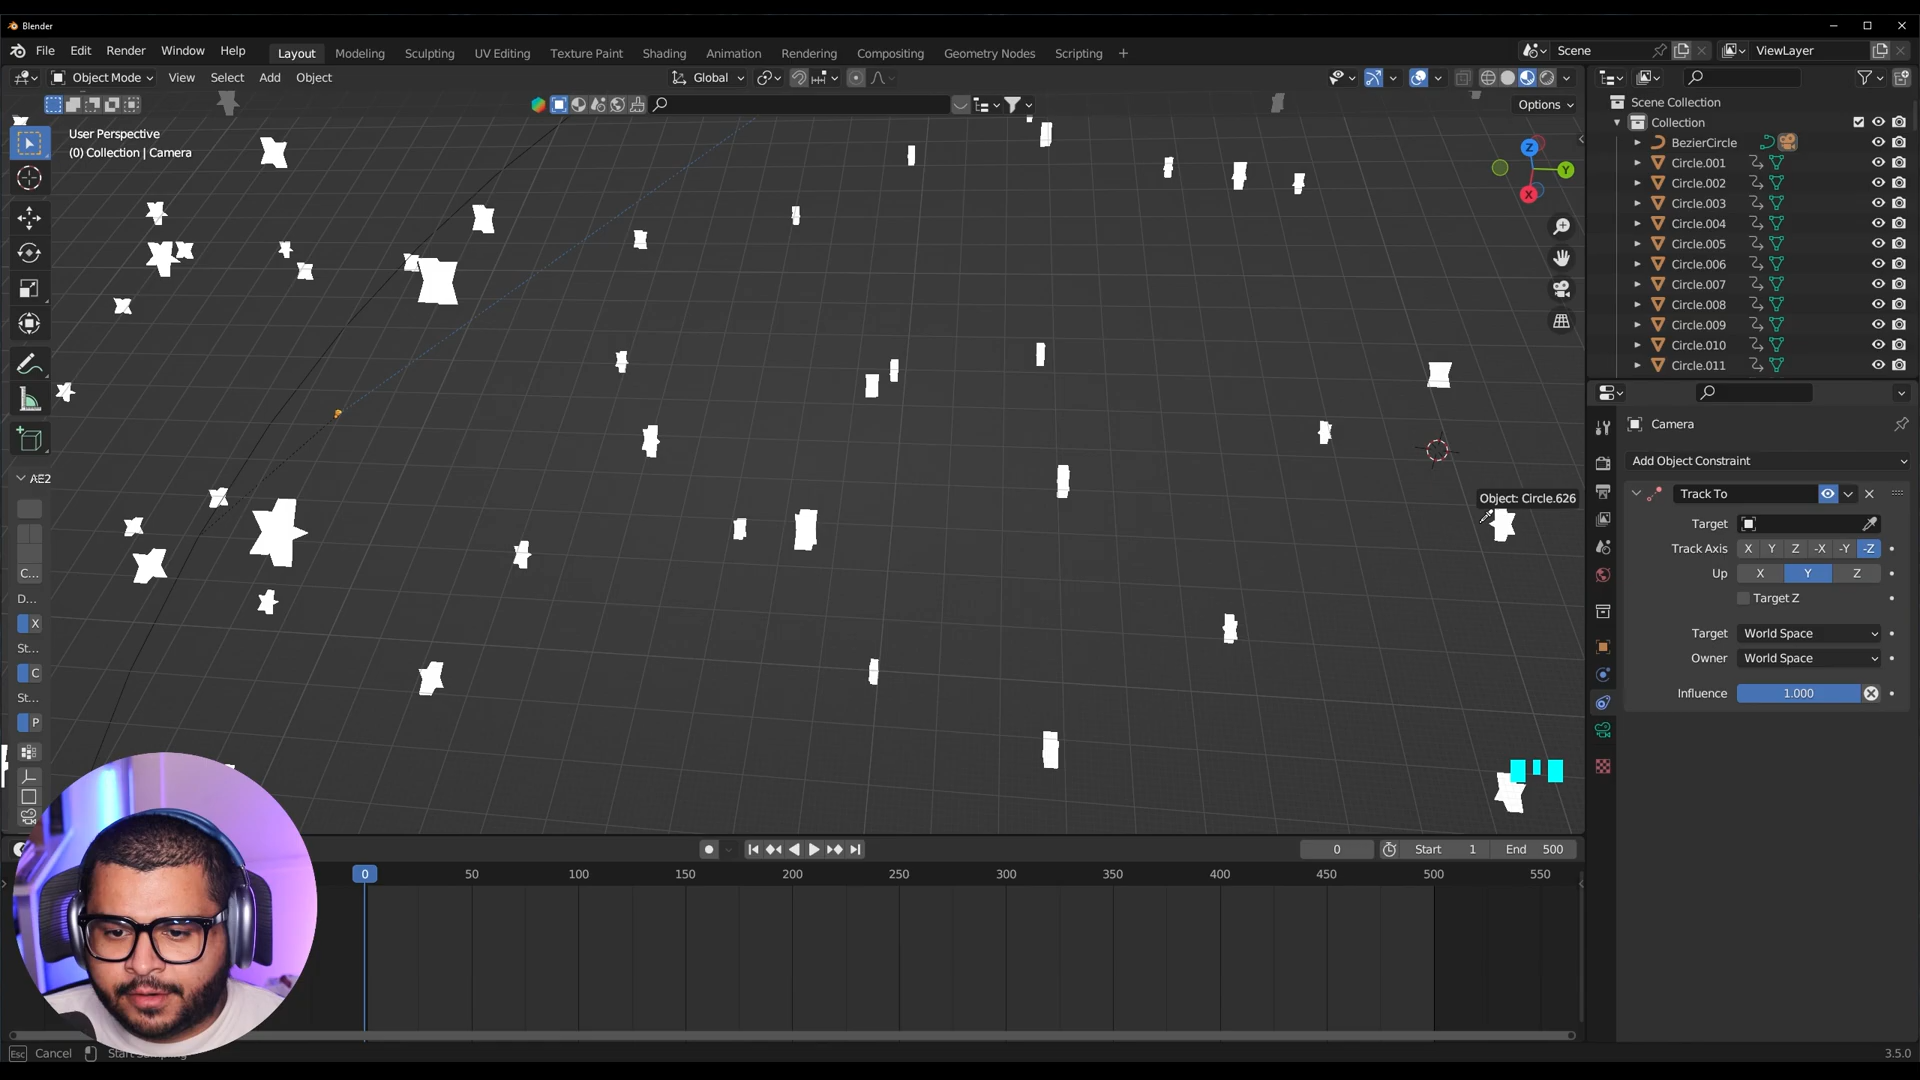 Blender
File Edit Render Window Help
Layout Modeling Sculpting UV Editing Texture Paint Shading Animation Rendering Compositing Geometry Nodes Scripting
Scene
ViewLayer
Object Mode View Select Add Object
Global
Options
User Perspective
(0) Collection | Camera
Z
Y
X
AE2
C...
D...
X
St...
C
St...
P
Object: Circle.626
Scene Collection
Collection
BezierCircle
Circle.001
Circle.002
Circle.003
Circle.004
Circle.005
Circle.006
Circle.007
Circle.008
Circle.009
Circle.010
Circle.011
Camera
Add Object Constraint
Track To
Target
Track Axis X Y Z -X -Y -Z
Up X Y Z
Target Z
Target World Space
Owner World Space
Influence 1.000
0 Start 1 End 500
0 50 100 150 200 250 300 350 400 450 500 550
Esc Cancel Start Sampling
3.5.0